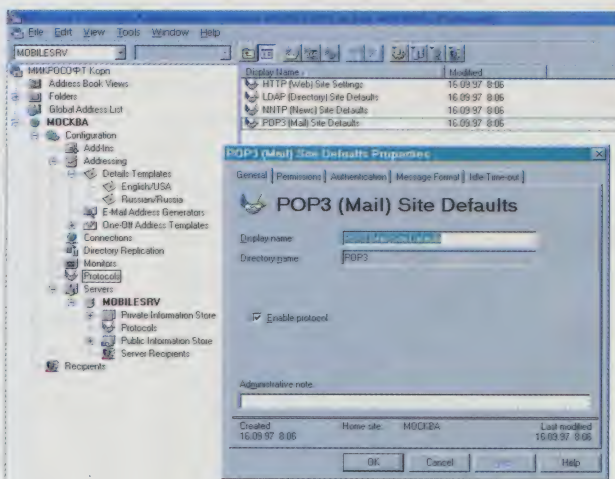 File Edit View Tools Window Help
MOBILESRV
МИКРОСОФТ Корп
Address Book Views
Folders
Global Address List
МОСКВА
Configuration
Add-Ins
Addressing
Details Templates
English/USA
Russian/Russia
E-Mail Address Generators
One-Off Address Templates
Connections
Directory Replication
Monitors
Protocols
Servers
MOBILESRV
Private Information Store
Protocols
Public Information Store
Server Recipients
Recipients
Display Name Modified
HTTP (Web) Site Settings 16.09.97 8:06
LDAP (Directory) Site Defaults 16.09.97 8:06
NNTP (News) Site Defaults 16.09.97 8:06
POP3 (Mail) Site Defaults 16.09.97 8:06
POP3 (Mail) Site Defaults Properties
General Permissions Authentication Message Format Idle Time-out
POP3 (Mail) Site Defaults
Display name:
Directory name: POP3
Enable protocol
Administrative note:
Created Home site: МОСКВА Last modified
16.09.97 8:06 16.09.97 8:06
OK Cancel Help